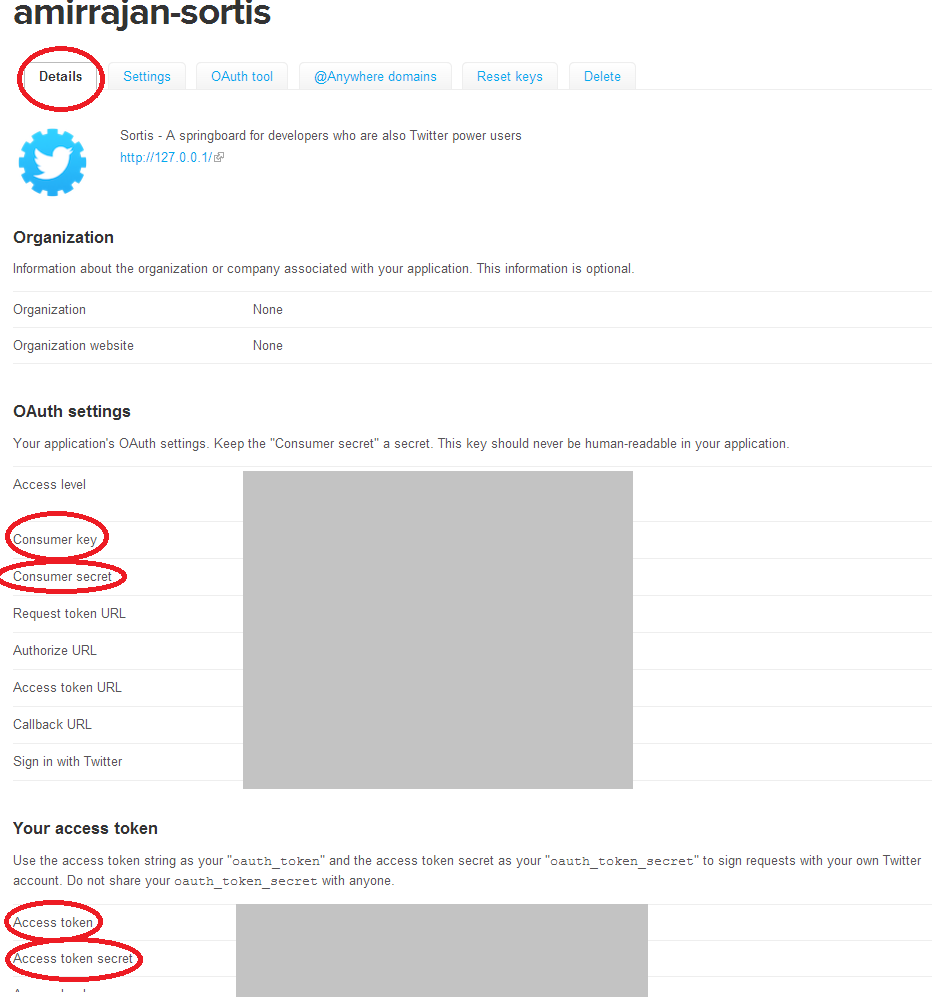 amirrajan-sortis
Details Settings OAuth tool @Anywhere domains Reset keys Delete
Sortis - A springboard for developers who are also Twitter power users
http://127.0.0.1/
Organization
Information about the organization or company associated with your application. This information is optional.
Organization None
Organization website None
OAuth settings
Your application's OAuth settings. Keep the "Consumer secret" a secret. This key should never be human-readable in your application.
Access level
Consumer key
Consumer secret
Request token URL
Authorize URL
Access token URL
Callback URL
Sign in with Twitter
Your access token
Use the access token string as your "oauth_token" and the access token secret as your "oauth_token_secret" to sign requests with your own Twitter
account. Do not share your oauth_token_secret with anyone.
Access token
Access token secret